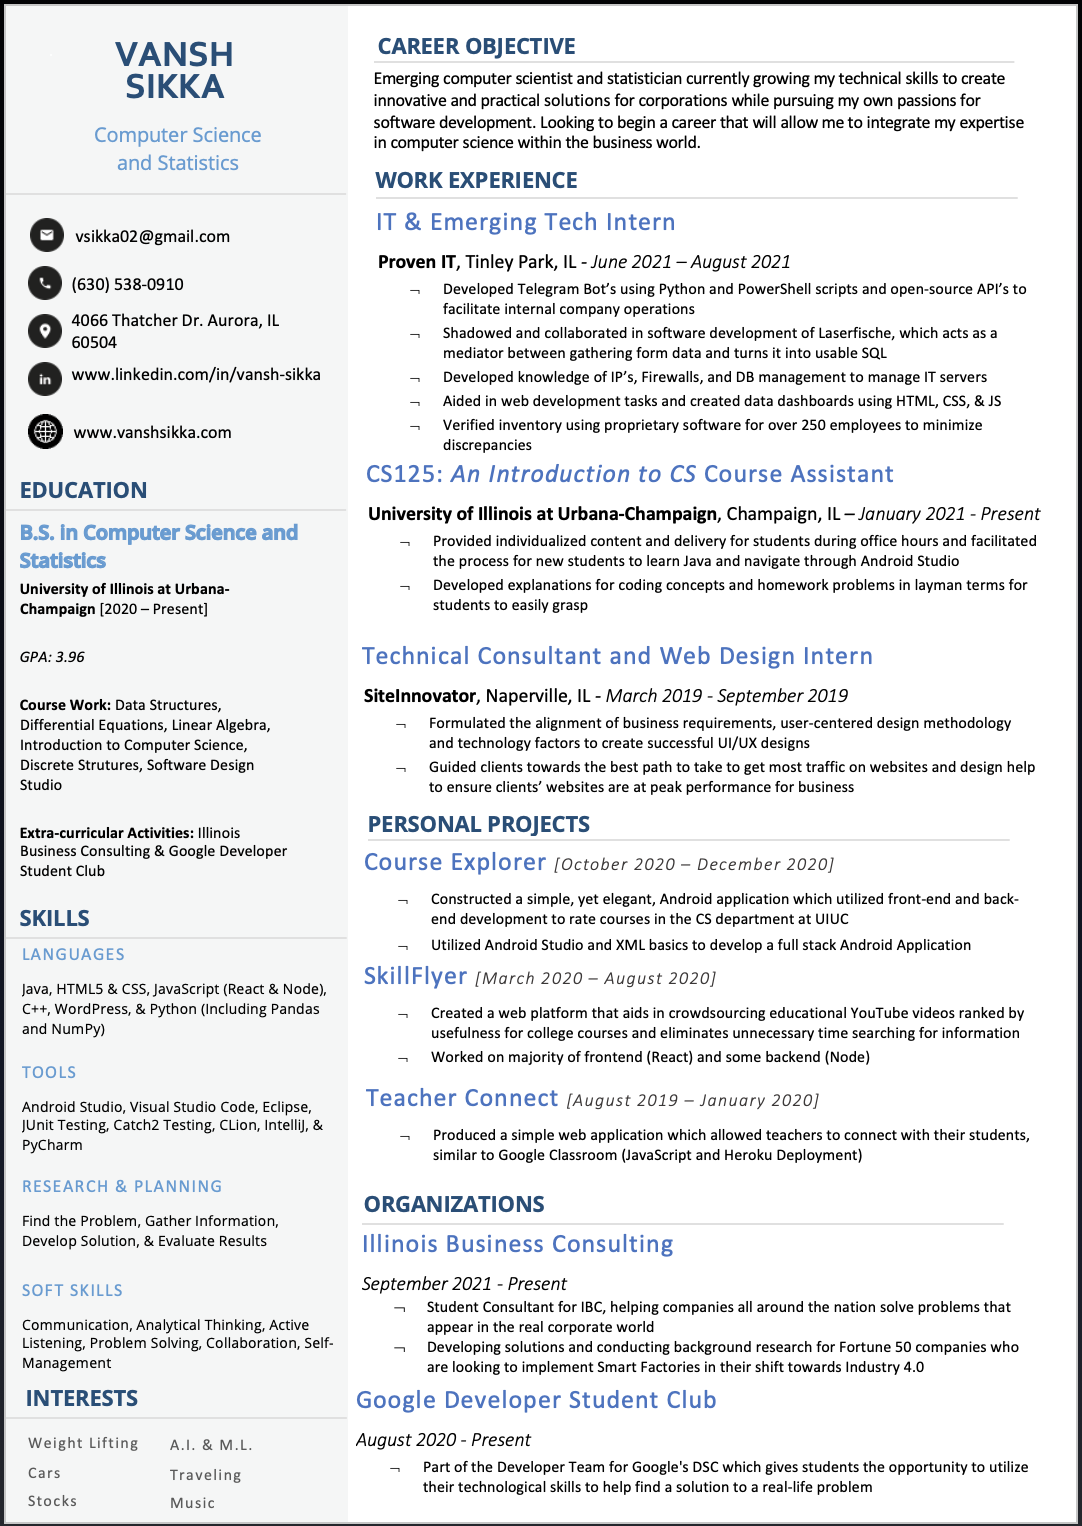 VANSH
SIKKA
Computer Science
and Statistics
vsikka02@gmail.com
(630) 538-0910
4066 Thatcher Dr. Aurora, IL
60504
in
www.linkedin.com/in/vansh-sikka
www.vanshsikka.com
EDUCATION
B.S. in Computer Science and
Statistics
University of Illinois at Urbana-
Champaign [2020 – Present]
GPA: 3.96
Course Work: Data Structures,
Differential Equations, Linear Algebra,
Introduction to Computer Science,
Discrete Strutures, Software Design
Studio
Extra-curricular Activities: Illinois
Business Consulting & Google Developer
Student Club
SKILLS
LANGUAGES
Java, HTML5 & CSS, JavaScript (React & Node),
C++, WordPress, & Python (Including Pandas
and NumPy)
TOOLS
Android Studio, Visual Studio Code, Eclipse,
JUnit Testing, Catch2 Testing, CLion, IntelliJ, &
PyCharm
RESEARCH & PLANNING
Find the Problem, Gather Information,
Develop Solution, & Evaluate Results
SOFT SKILLS
Communication, Analytical Thinking, Active
Listening, Problem Solving, Collaboration, Self-
Management
INTERESTS
Weight Lifting
A.I. & M.L.
Cars
Traveling
Stocks
Music
CAREER OBJECTIVE
Emerging computer scientist and statistician currently growing my technical skills to create
innovative and practical solutions for corporations while pursuing my own passions for
software development. Looking to begin a career that will allow me to integrate my expertise
in computer science within the business world.
WORK EXPERIENCE
IT & Emerging Tech Intern
Proven IT, Tinley Park, IL - June 2021 – August 2021
¬ Developed Telegram Bot’s using Python and PowerShell scripts and open-source API’s to
facilitate internal company operations
¬ Shadowed and collaborated in software development of Laserfische, which acts as a
mediator between gathering form data and turns it into usable SQL
¬ Developed knowledge of IP’s, Firewalls, and DB management to manage IT servers
¬ Aided in web development tasks and created data dashboards using HTML, CSS, & JS
¬ Verified inventory using proprietary software for over 250 employees to minimize
discrepancies
CS125: An Introduction to CS Course Assistant
University of Illinois at Urbana-Champaign, Champaign, IL – January 2021 - Present
¬ Provided individualized content and delivery for students during office hours and facilitated
the process for new students to learn Java and navigate through Android Studio
¬ Developed explanations for coding concepts and homework problems in layman terms for
students to easily grasp
Technical Consultant and Web Design Intern
SiteInnovator, Naperville, IL - March 2019 - September 2019
¬ Formulated the alignment of business requirements, user-centered design methodology
and technology factors to create successful UI/UX designs
¬ Guided clients towards the best path to take to get most traffic on websites and design help
to ensure clients’ websites are at peak performance for business
PERSONAL PROJECTS
Course Explorer [October 2020 – December 2020]
¬ Constructed a simple, yet elegant, Android application which utilized front-end and back-
end development to rate courses in the CS department at UIUC
¬ Utilized Android Studio and XML basics to develop a full stack Android Application
SkillFlyer [March 2020 – August 2020]
¬ Created a web platform that aids in crowdsourcing educational YouTube videos ranked by
usefulness for college courses and eliminates unnecessary time searching for information
¬ Worked on majority of frontend (React) and some backend (Node)
Teacher Connect [August 2019 – January 2020]
¬ Produced a simple web application which allowed teachers to connect with their students,
similar to Google Classroom (JavaScript and Heroku Deployment)
ORGANIZATIONS
Illinois Business Consulting
September 2021 - Present
¬ Student Consultant for IBC, helping companies all around the nation solve problems that
appear in the real corporate world
¬ Developing solutions and conducting background research for Fortune 50 companies who
are looking to implement Smart Factories in their shift towards Industry 4.0
Google Developer Student Club
August 2020 - Present
¬ Part of the Developer Team for Google's DSC which gives students the opportunity to utilize
their technological skills to help find a solution to a real-life problem